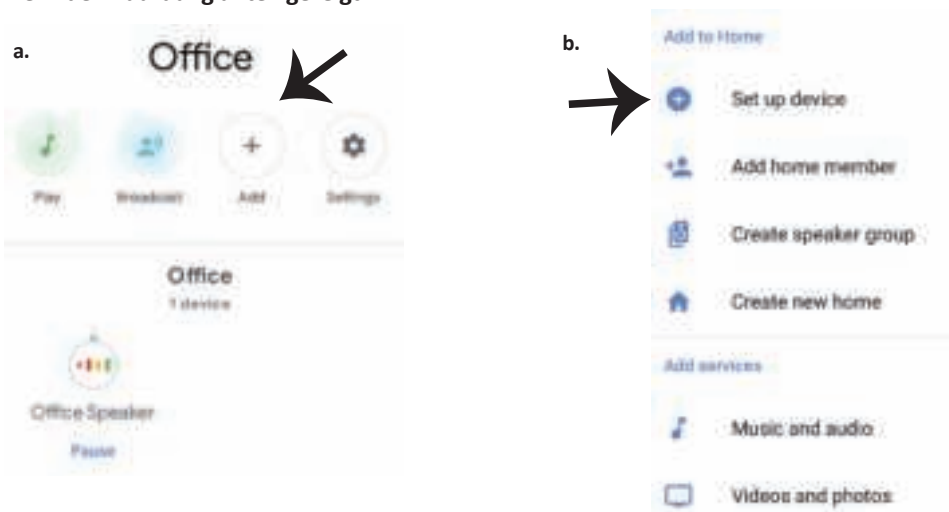 a.
Office
Play
Broadcast
Add
Settings
Office
1 device
Office Speaker
Pause
b.
Add to Home
Set up device
Add home member
Create speaker group
Create new home
Add services
Music and audio
Videos and photos